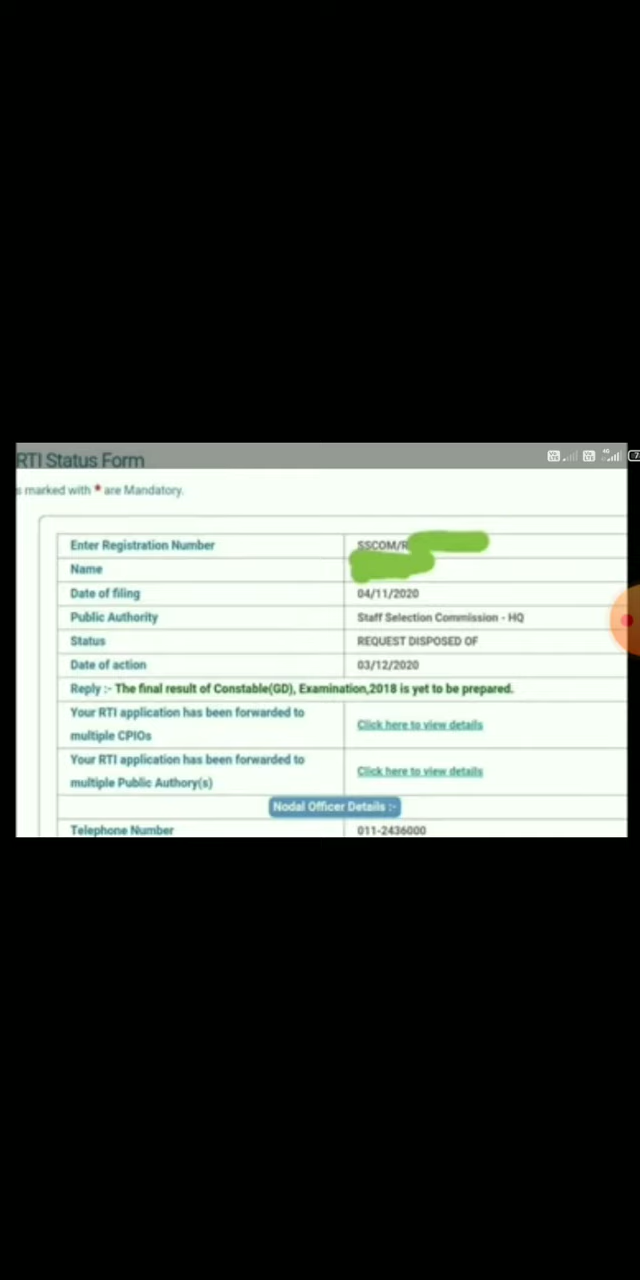 RTI Status Form
s marked with * are Mandatory.
Enter Registration Number SSCOM/R
Name
Date of filing 04/11/2020
Public Authority Staff Selection Commission - HQ
Status REQUEST DISPOSED OF
Date of action 03/12/2020
Reply :- The final result of Constable(GD), Examination,2018 is yet to be prepared.
Your RTI application has been forwarded to
multiple CPIOs
Click here to view details
Your RTI application has been forwarded to
multiple Public Authory(s)
Click here to view details
Nodal Officer Details :-
Telephone Number 011-2436000